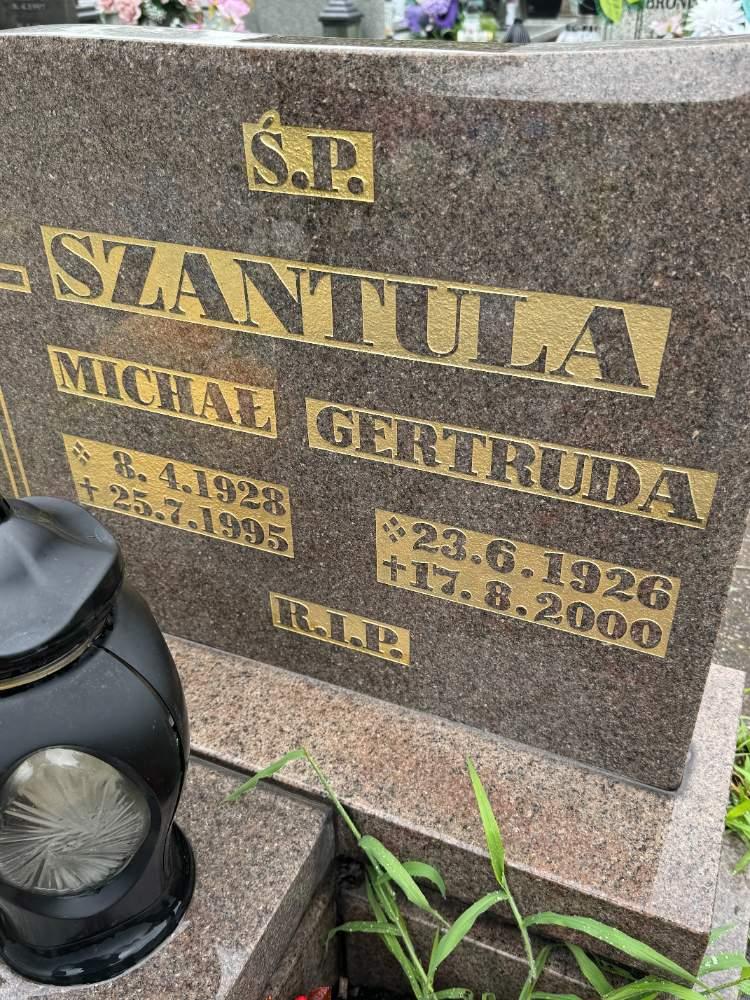 Ś.P.
SZANTULA
MICHAŁ
8.4.1928
+ 25.7.1995
GERTRUDA
23.6.1926
+ 17.8.2000
R.I.P.